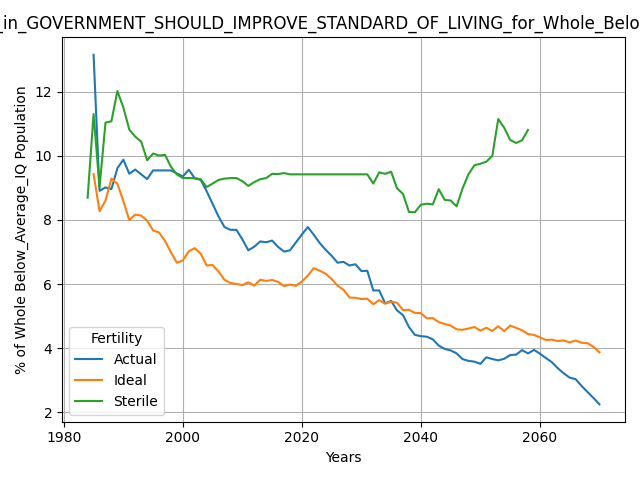 _in_GOVERNMENT_SHOULD_IMPROVE_STANDARD_OF_LIVING_for_Whole_Belo
% of Whole Below_Average_IQ Population
12
10
8
6
4
2
Fertility
Actual
Ideal
Sterile
1980
2000
2020
2040
2060
Years